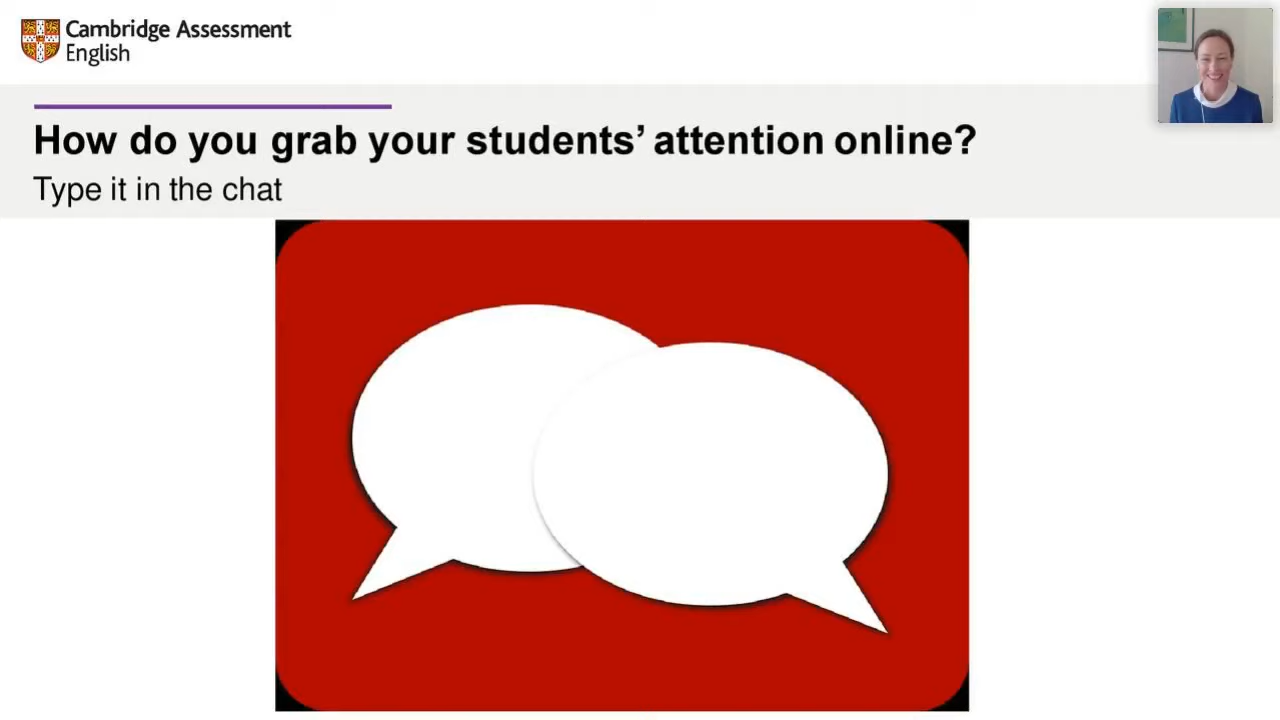 Cambridge Assessment
English
How do you grab your students’ attention online?
Type it in the chat